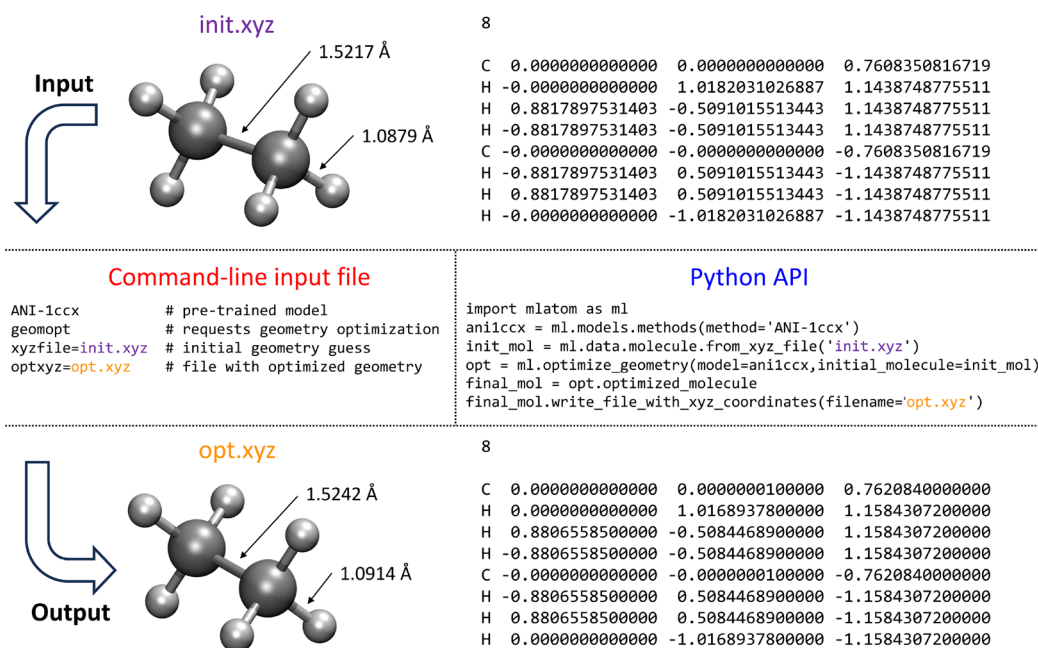 init.xyz
Input
1.5217 Å
1.0879 Å
8
C 0.0000000000000 0.0000000000000 0.7608350816719
H -0.0000000000000 1.0182031026887 1.1438748775511
H 0.8817897531403 -0.5091015513443 1.1438748775511
H -0.8817897531403 -0.5091015513443 1.1438748775511
C -0.0000000000000 -0.0000000000000 -0.7608350816719
H -0.8817897531403 0.5091015513443 -1.1438748775511
H 0.8817897531403 0.5091015513443 -1.1438748775511
H -0.0000000000000 -1.0182031026887 -1.1438748775511
Command-line input file
ANI-1ccx # pre-trained model
geomopt # requests geometry optimization
xyzfile=init.xyz # initial geometry guess
optxyz=opt.xyz # file with optimized geometry
Python API
import mlatom as ml
ani1ccx = ml.models.methods(method='ANI-1ccx')
init_mol = ml.data.molecule.from_xyz_file('init.xyz')
opt = ml.optimize_geometry(model=ani1ccx,initial_molecule=init_mol)
final_mol = opt.optimized_molecule
final_mol.write_file_with_xyz_coordinates(filename=‘opt.xyz')
opt.xyz
1.5242 Å
1.0914 Å
Output
8
C 0.0000000000000 0.0000000100000 0.7620840000000
H 0.0000000000000 1.0168937800000 1.1584307200000
H 0.8806558500000 -0.5084468900000 1.1584307200000
H -0.8806558500000 -0.5084468900000 1.1584307200000
C -0.0000000000000 -0.0000000100000 -0.7620840000000
H -0.8806558500000 0.5084468900000 -1.1584307200000
H 0.8806558500000 0.5084468900000 -1.1584307200000
H 0.0000000000000 -1.0168937800000 -1.1584307200000